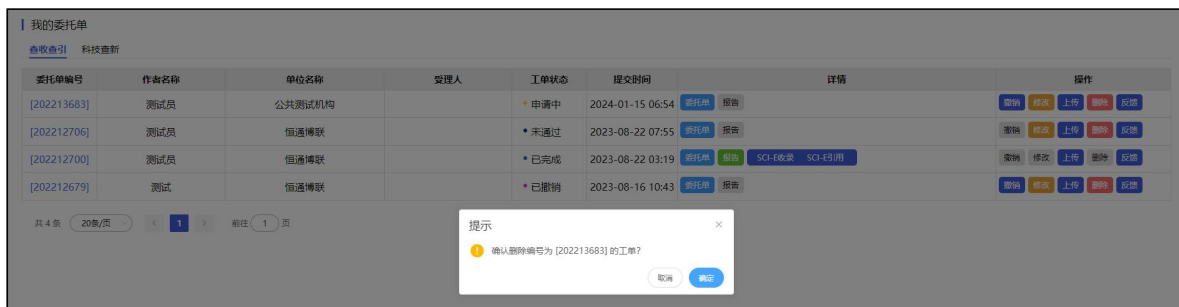 我的委托单
查收查引 科技查新
委托单编号 作者名称 单位名称 受理人 工单状态 提交时间 详情 操作
[202213683] 测试员 公共测试机构 申请中 2024-01-15 06:54 委托单 报告 撤销 修改 上传 删除 反馈
[202212706] 测试员 恒通博联 未通过 2023-08-22 07:55 委托单 报告 撤销 修改 上传 删除 反馈
[202212700] 测试员 恒通博联 已完成 2023-08-22 03:19 委托单 报告 SCI-E收录 SCI-E引用 撤销 修改 上传 删除 反馈
[202212679] 测试 恒通博联 已撤销 2023-08-16 10:43 委托单 报告 撤销 修改 上传 删除 反馈
共 4 条 20条/页 1 前往 1 页
提示
确认删除编号为 [202213683] 的工单?
取消 确定